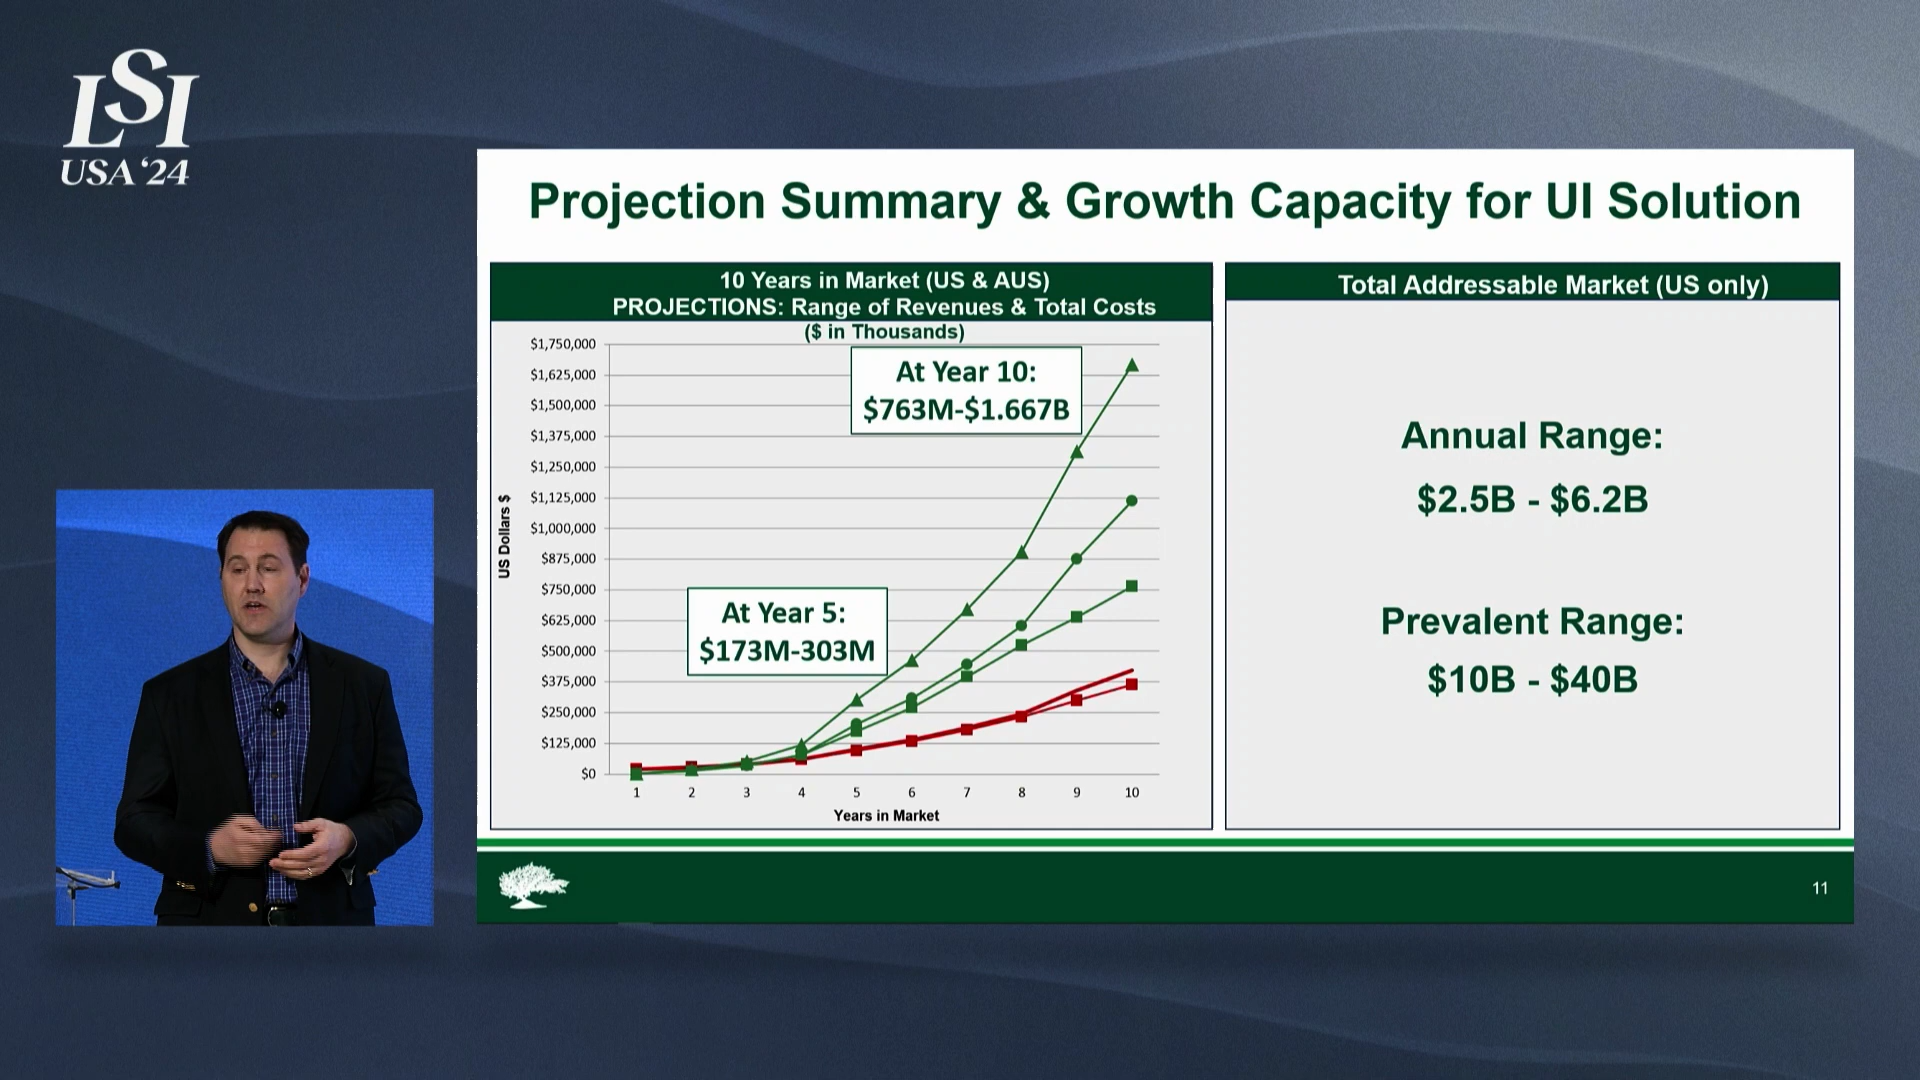 LSI
USA '24
Projection Summary & Growth Capacity for UI Solution
10 Years in Market (US & AUS)
PROJECTIONS: Range of Revenues & Total Costs
($ in Thousands)
$1,750,000
$1,625,000
$1,500,000
$1,375,000
$1,250,000
$1,125,000
$1,000,000
$875,000
$750,000
$625,000
$500,000
$375,000
$250,000
$125,000
$0
US Dollars $
At Year 10:
$763M-$1.667B
At Year 5:
$173M-303M
1 2 3 4 5 6 7 8 9 10
Years in Market
Total Addressable Market (US only)
Annual Range:
$2.5B - $6.2B
Prevalent Range:
$10B - $40B
11